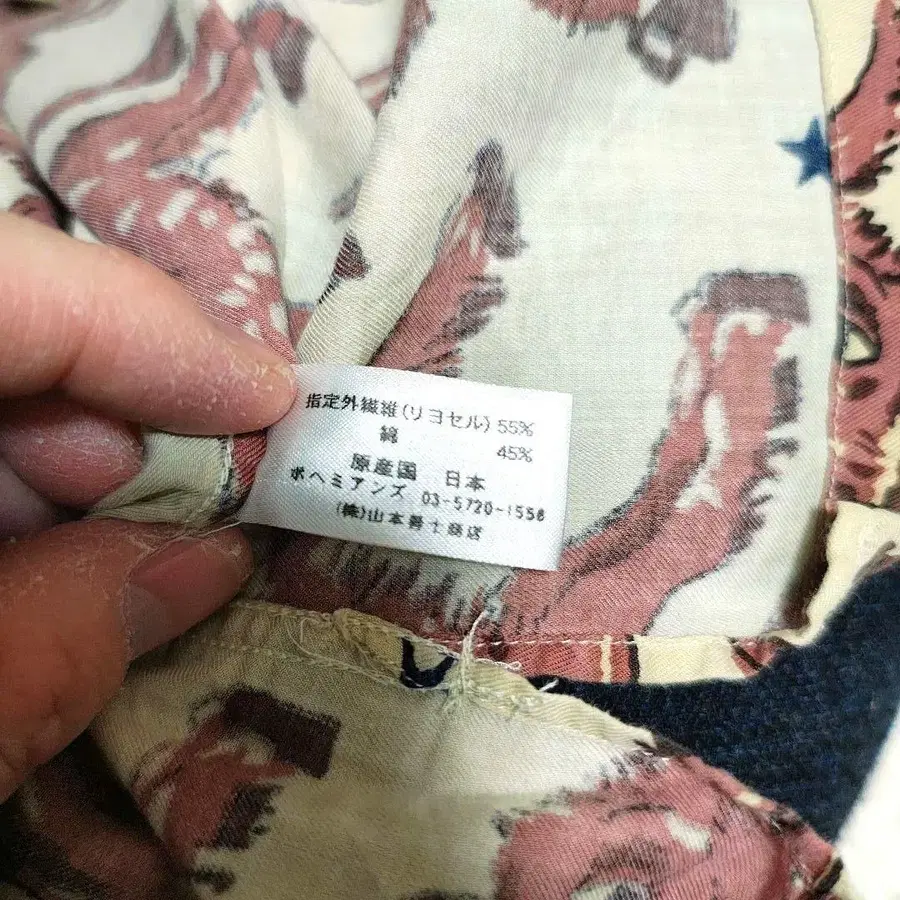 指定外繊維(リヨセル) 55%
綿 45%
原産国 日本
ボヘミアンズ 03-5720-1558
(株)山本爵士商店